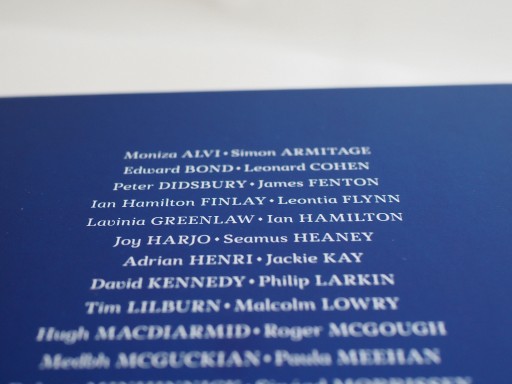 Moniza ALVI • Simon ARMITAGE
Edward BOND • Leonard COHEN
Peter DIDSBURY • James FENTON
Ian Hamilton FINLAY • Leontia FLYNN
Lavinia GREENLAW • Ian HAMILTON
Joy HARJO • Seamus HEANEY
Adrian HENRI • Jackie KAY
David KENNEDY • Philip LARKIN
Tim LILBURN • Malcolm LOWRY
Hugh MACDIARMID • Roger MCGOUGH
Medbh MCGUCKIAN • Paula MEEHAN